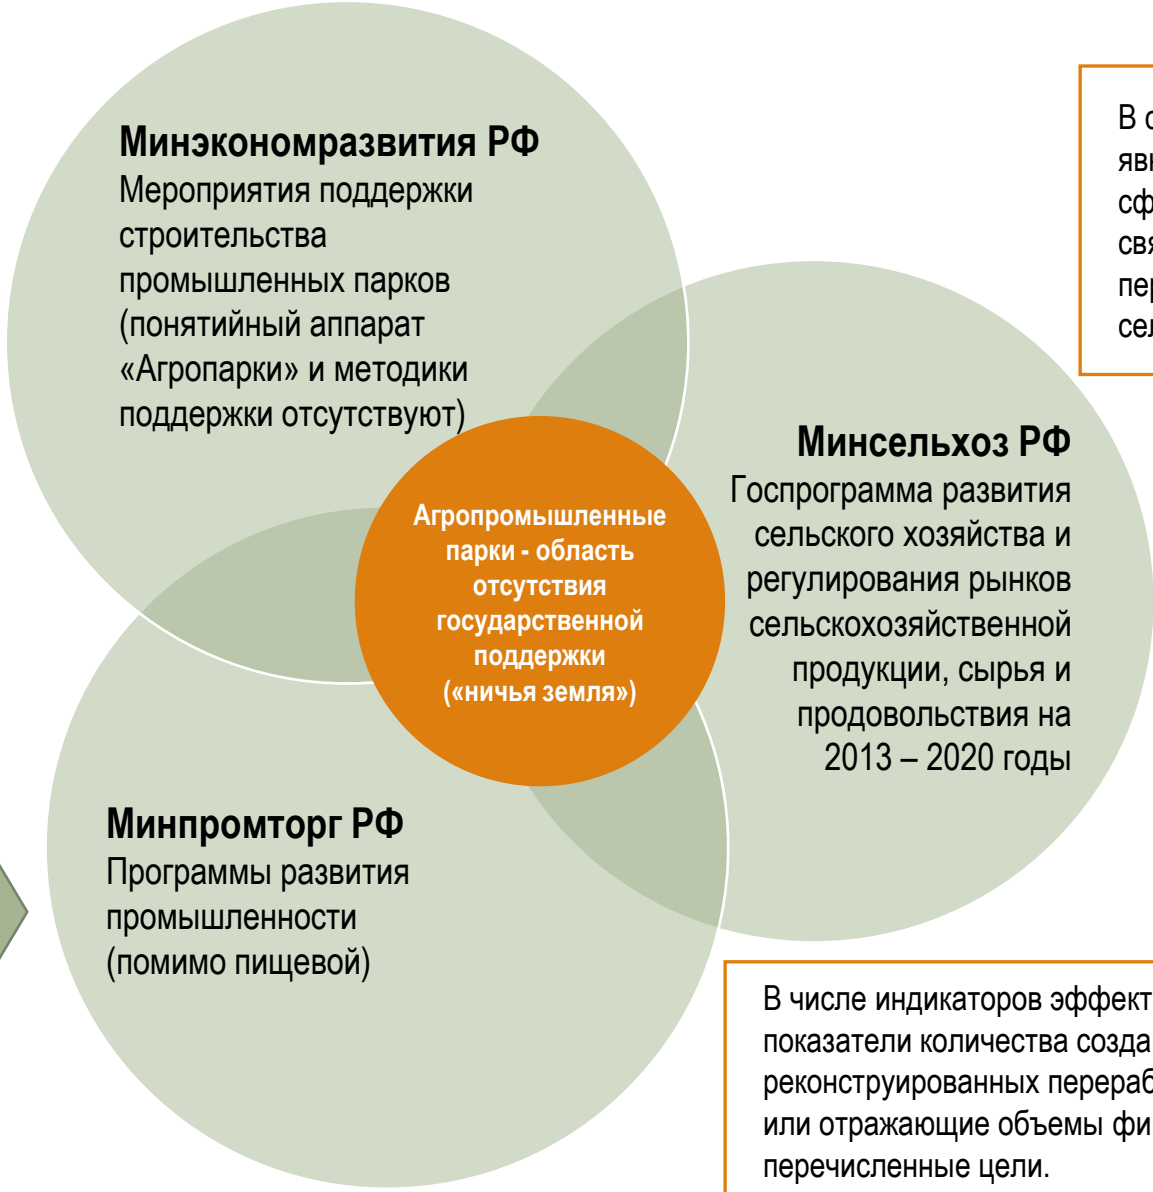 Минэкономразвития РФ
Мероприятия поддержки
строительства
промышленных парков
(понятийный аппарат
«Агропарки» и методики
поддержки отсутствуют)
Агропромышленные
парки - область
отсутствия
государственной
поддержки
(«ничья земля»)
Минсельхоз РФ
Госпрограмма развития
сельского хозяйства и
регулирования рынков
сельскохозяйственной
продукции, сырья и
продовольствия на
2013 – 2020 годы
Минпромторг РФ
Программы развития
промышленности
(помимо пищевой)
В
В числе индикаторов
показатели количества
реконструированных
или отражающие объемы
перечисленные цели.